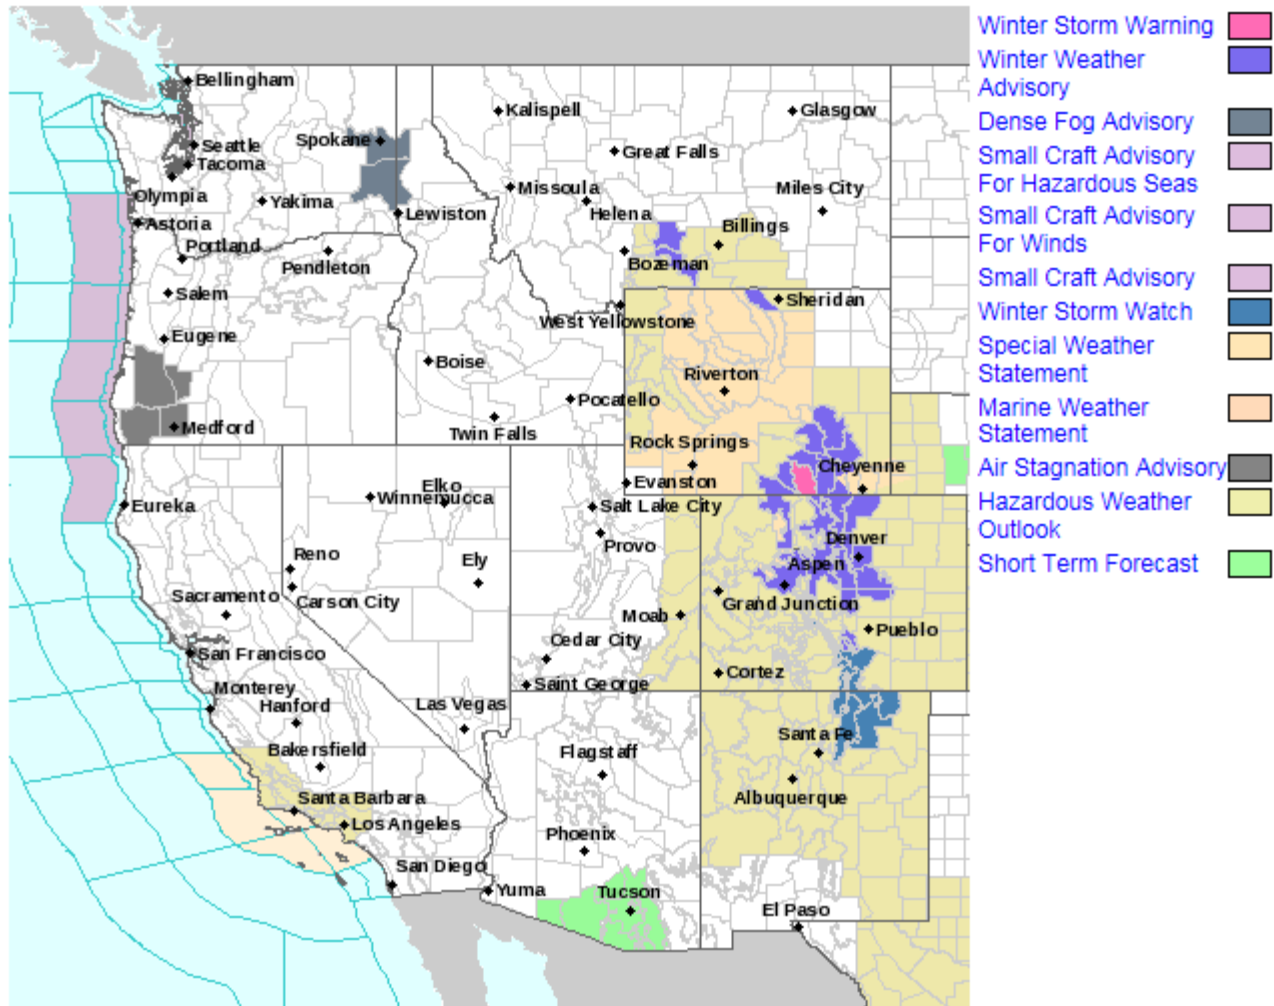 Winter Storm Warning
Winter Weather
Advisory
Dense Fog Advisory
Small Craft Advisory
For Hazardous Seas
Small Craft Advisory
For Winds
Small Craft Advisory
Winter Storm Watch
Special Weather
Statement
Marine Weather
Statement
Air Stagnation Advisory
Hazardous Weather
Outlook
Short Term Forecast
Bellingham
Kalispell
Glasgow
Seattle
Spokane
Great Falls
Tacoma
Olympia
Yakima
Missoula
Miles City
Lewiston
Helena
Astoria
Billings
Portland
Pendleton
Bozeman
Salem
Sheridan
West Yellowstone
Eugene
Boise
Riverton
Pocatello
Medford
Twin Falls
Rock Springs
Cheyenne
Elko
Winnemucca
Evanston
Eureka
Salt Lake City
Provo
Denver
Reno
Ely
Aspen
Sacramento
Carson City
Grand Junction
Moab
Pueblo
San Francisco
Cedar City
Cortez
Saint George
Monterey
Hanford
Las Vegas
Santa Fe
Bakersfield
Flagstaff
Santa Barbara
Albuquerque
Los Angeles
Phoenix
San Diego
Yuma
Tucson
El Paso